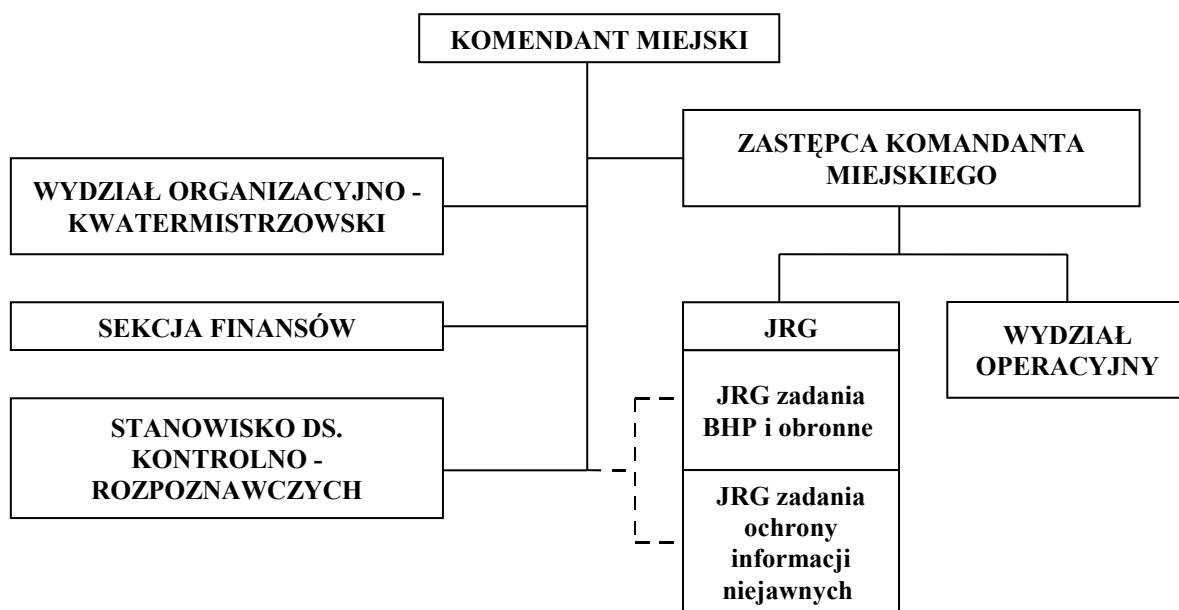 KOMENDANT MIEJSKI
ZASTĘPCA KOMANDANTA
MIEJSKIEGO
WYDZIAŁ ORGANIZACYJNO -
KWATERMISTRZOWSKI
SEKCJA FINANSÓW
JRG
WYDZIAŁ
OPERACYJNY
JRG zadania
BHP i obronne
STANOWISKO DS.
KONTROLNO -
ROZPOZNAWCZYCH
JRG zadania
ochrony
informacji
niejawnych